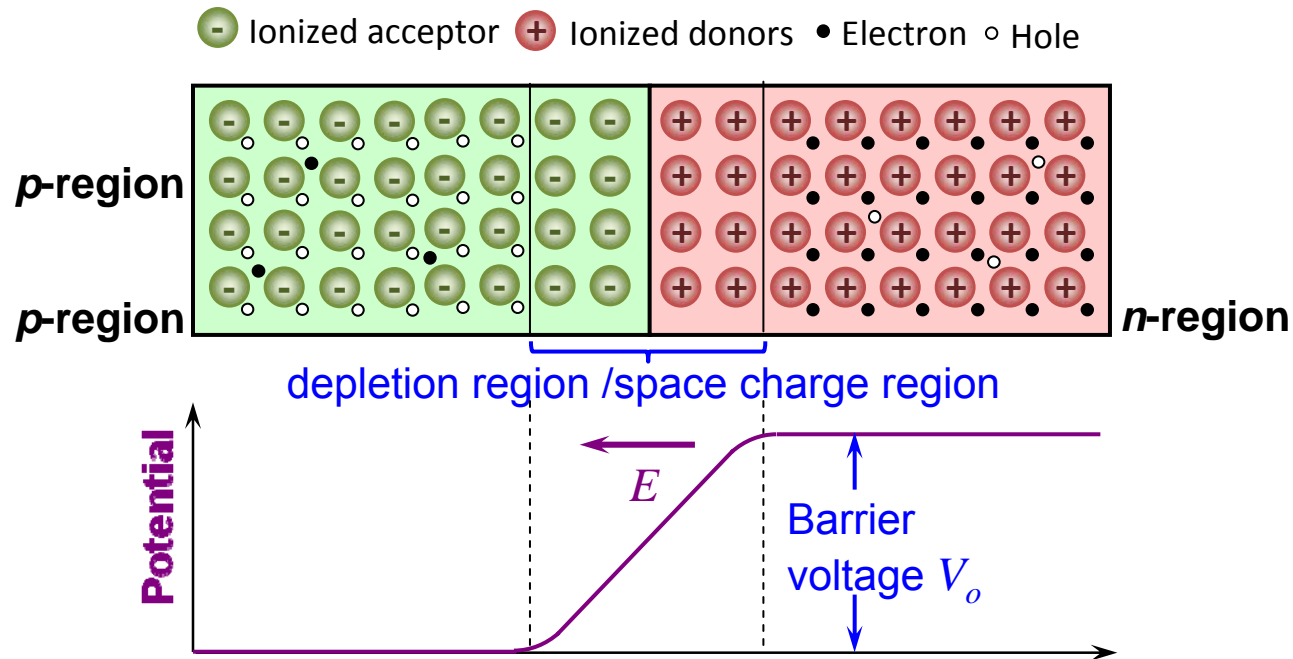 - Ionized acceptor + Ionized donors Electron Hole
- - - - - - - - + + + + + + + +
p-region - - - - - - - - + + + + + + + +
- - - - - - - - + + + + + + + +
p-region - - - - - - - - + + + + + + + + n-region
depletion region /space charge region
Potential
E
Barrier
voltage Vo